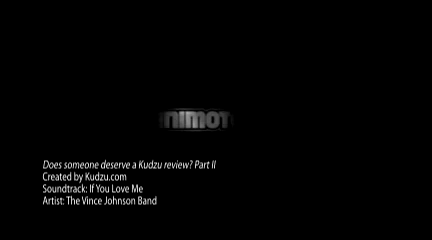 nimot
Does someone deserve a Kudzu review? Part II
Created by Kudzu.com
Soundtrack: If You Love Me
Artist: The Vince Johnson Band